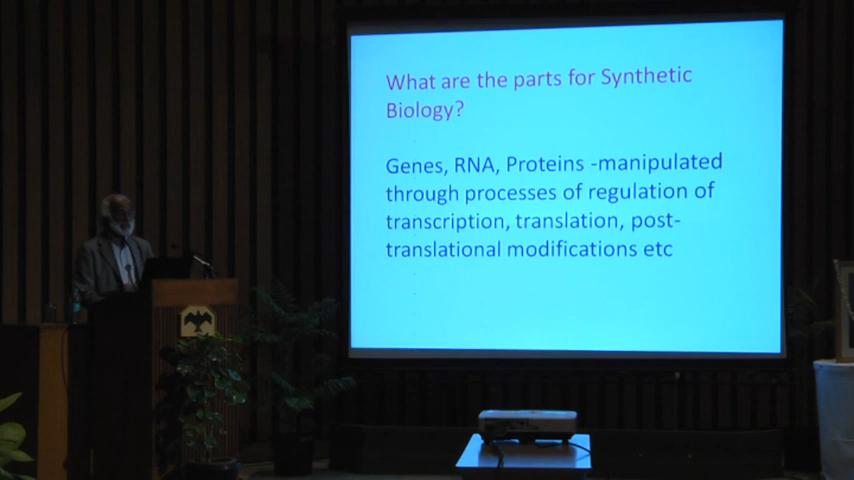 What are the parts for Synthetic
Biology?
Genes, RNA, Proteins -manipulated
through processes of regulation of
transcription, translation, post-
translational modifications etc